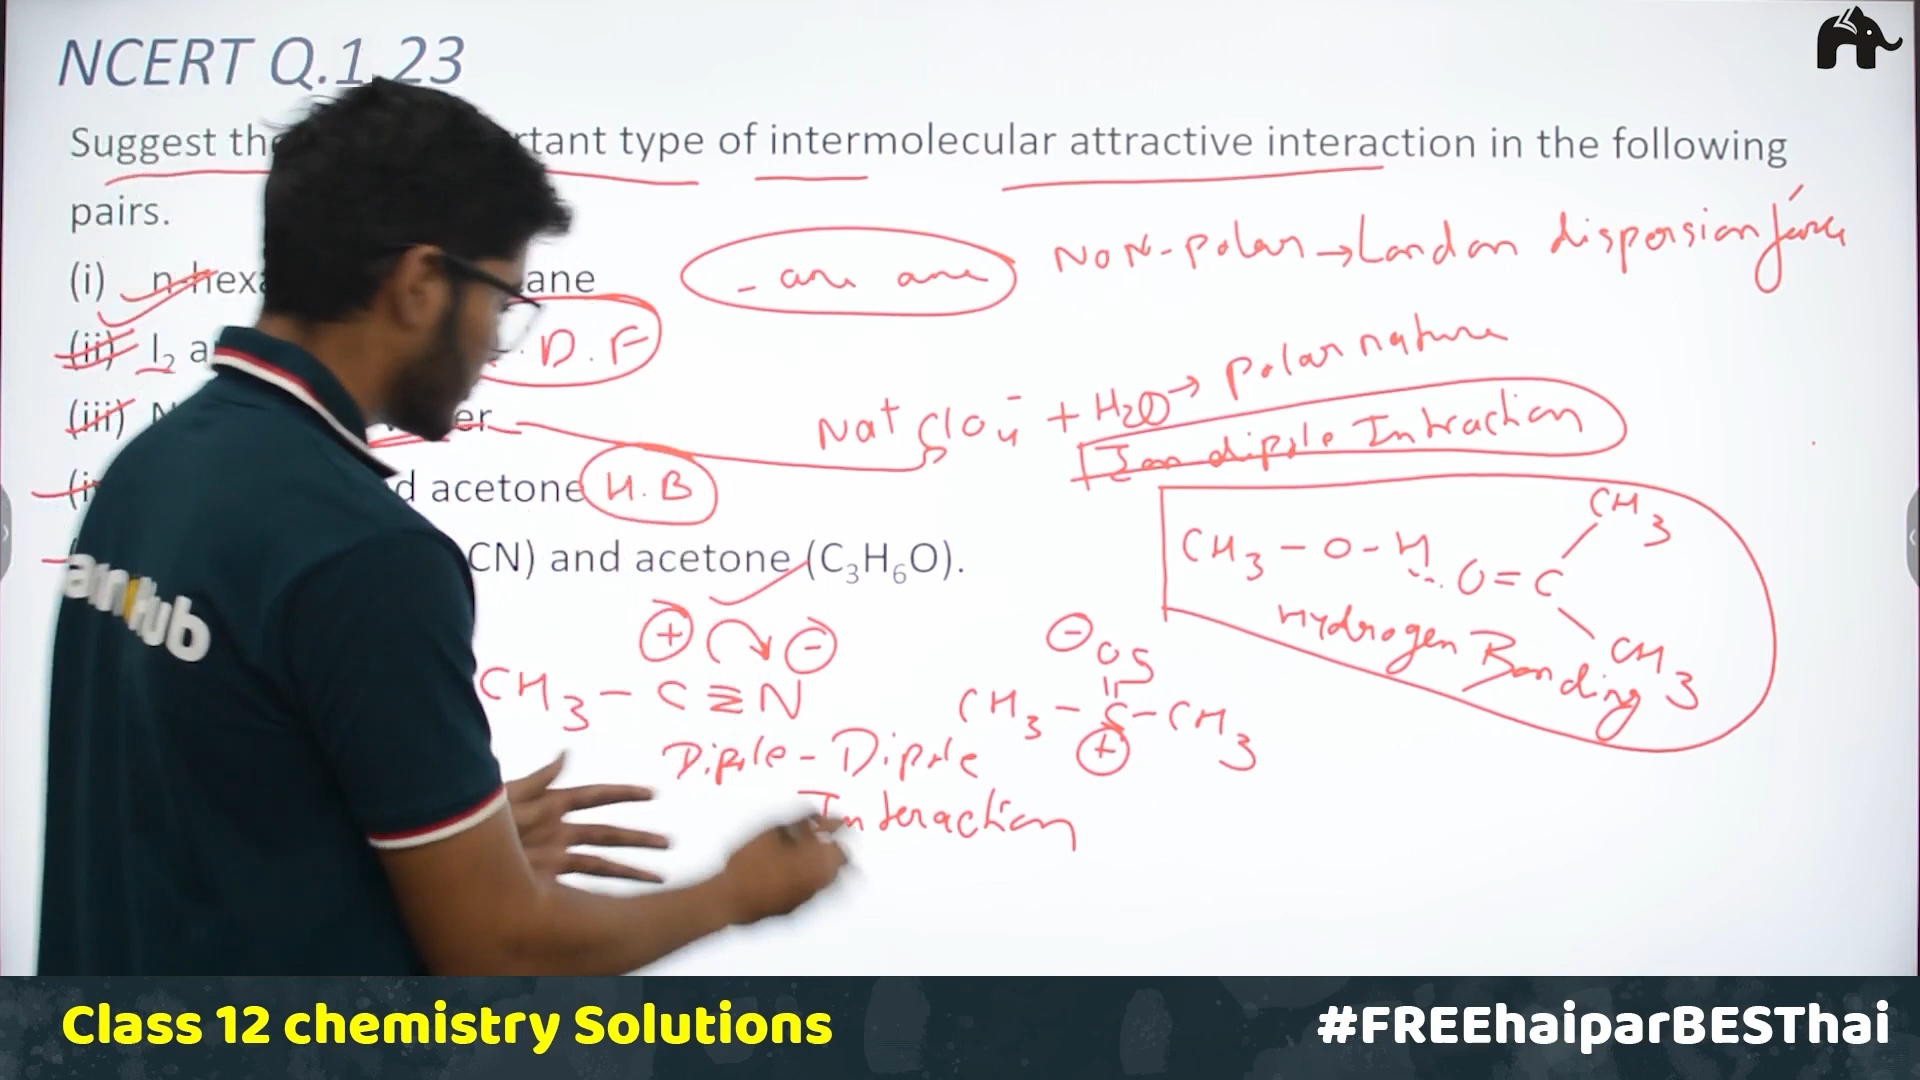 NCERT Q.1.23
Suggest the rtant type of intermolecular attractive interaction in the following
pairs.
(i) n-hexa ane - ane ane NON-polar → London dispersion force
(ii) I₂ a . D . F
(iii) er Na⁺ ClO₄⁻ + H₂O → polar nature
Ion dipole Intraction
d acetone H.B
CH₃
CH₃ - O - H ... O = C
CN) and acetone (C₃H₆O).
Hydrogen Bonding
CH₃
+ -
CH₃ - C ≡ N
- O
CH₃ - C - CH₃
+
Dipole - Dipole
Interaction
arnHub
Class 12 chemistry Solutions
#FREEhaiparBESThai